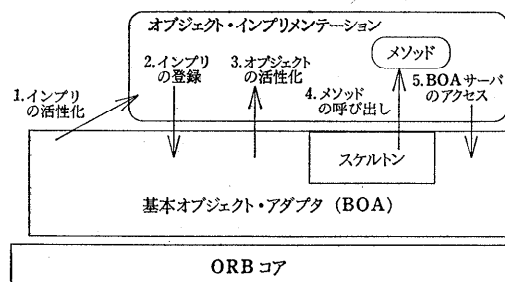 オブジェクト・インプリメンテーション
メソッド
2.インプリ
の登録
3.オブジェクト
の活性化
1.インプリ
の活性化
4.メソッド
の呼び出し
5.BOAサーバ
のアクセス
スケルトン
基本オブジェクト・アダプタ(BOA)
ORBコア